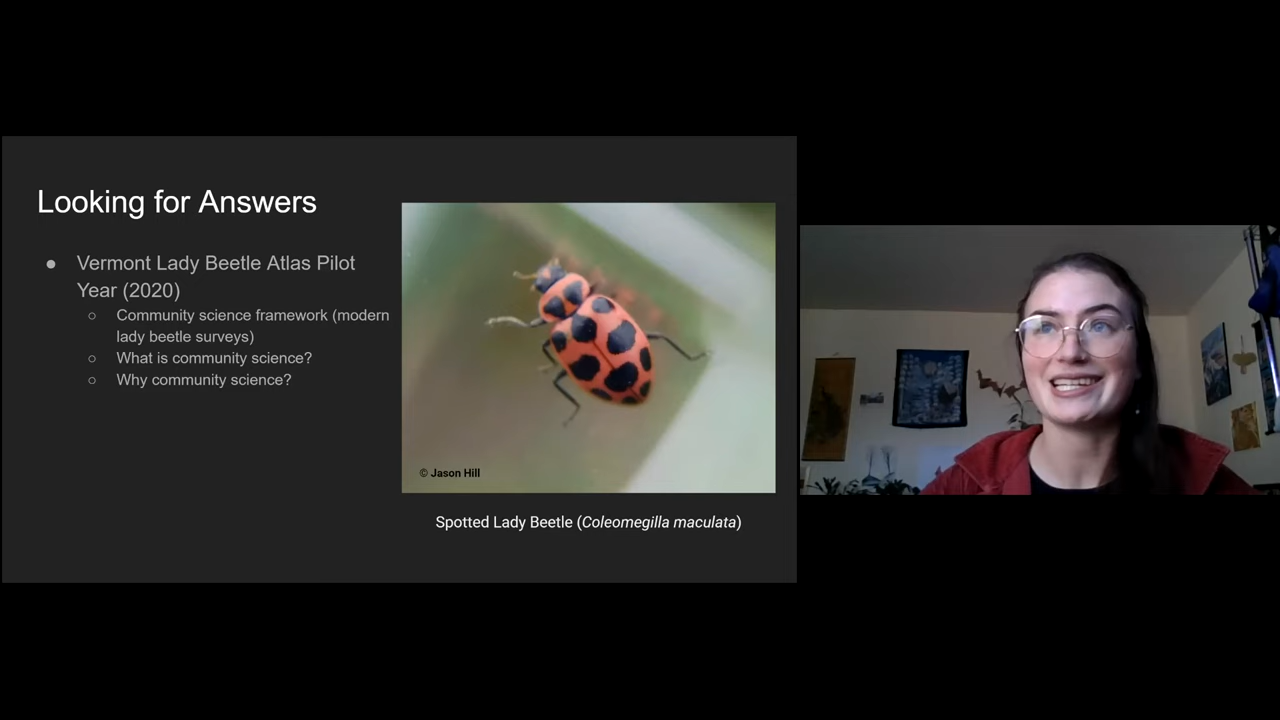 Looking for Answers
● Vermont Lady Beetle Atlas Pilot
Year (2020)
○ Community science framework (modern
lady beetle surveys)
○ What is community science?
○ Why community science?
© Jason Hill
Spotted Lady Beetle (Coleomegilla maculata)